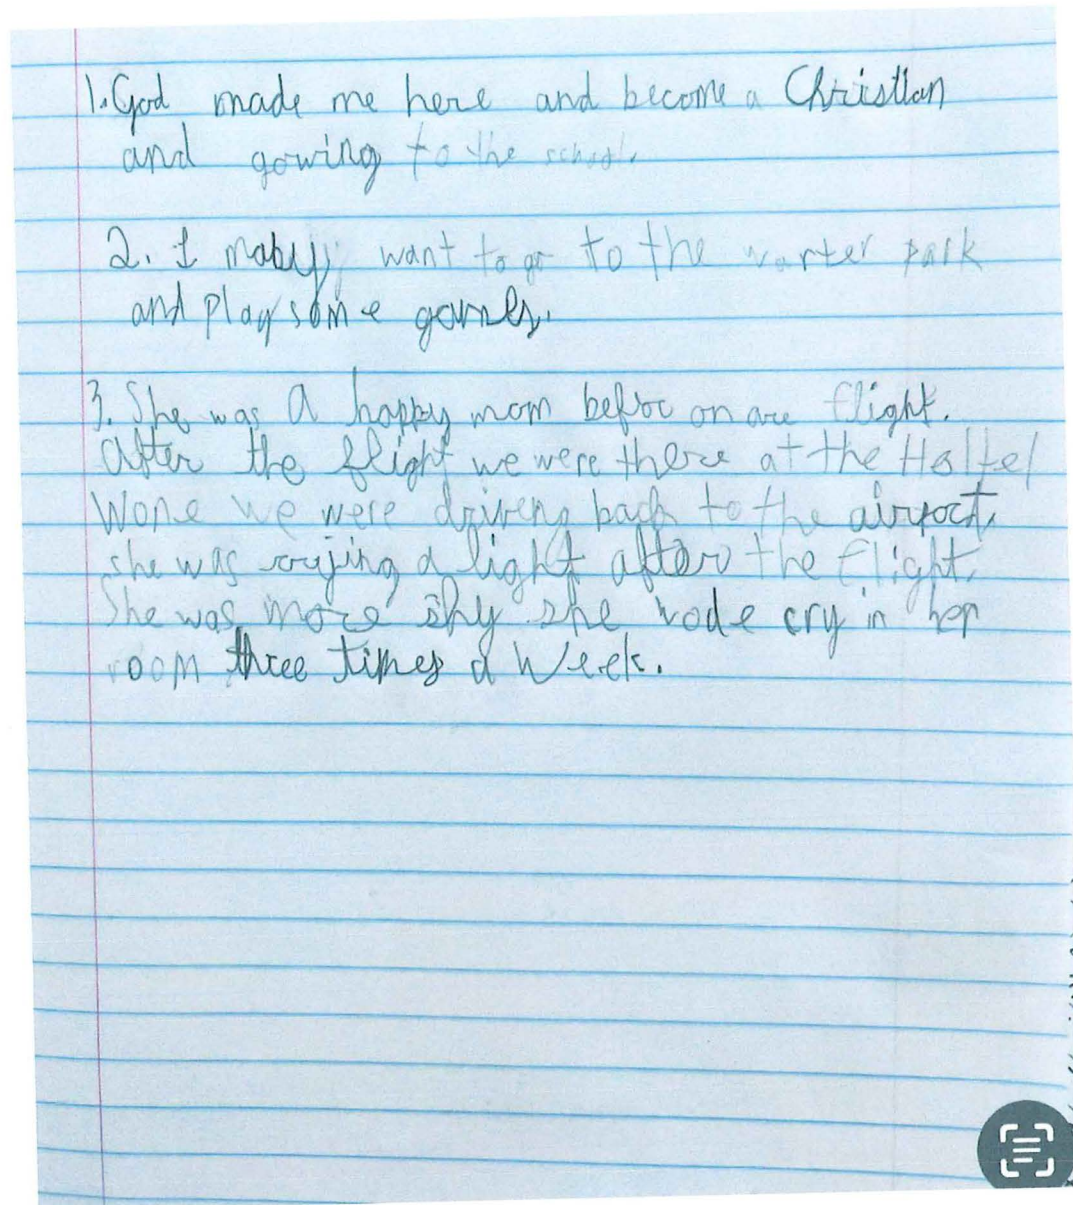 1. God made me here and become a Christian
and gowing to the school.
2. I mabuy want to go to the warter park
and play some games.
3. She was A happy mom befor on are flight.
After the flight we were there at the Holtel
Wone we were driveng back to the airport,
she was a light after the flight,
She was more shy she wode cry in her
room three times a week.